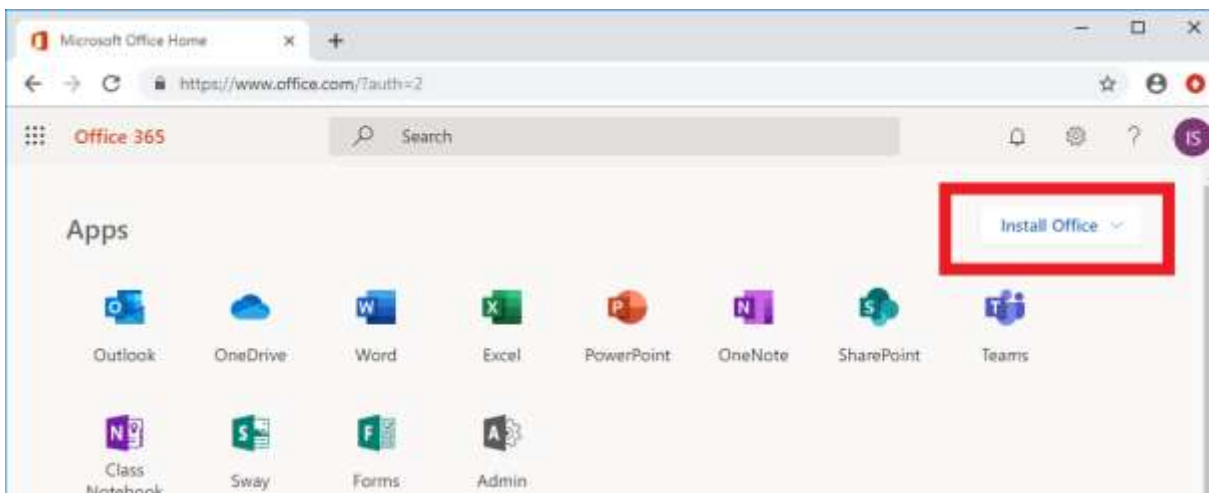 Microsoft Office Home
https://www.office.com/?auth=2
Office 365 Search ? IS
Apps Install Office
Outlook OneDrive Word Excel PowerPoint OneNote SharePoint Teams
Class Notebook Sway Forms Admin